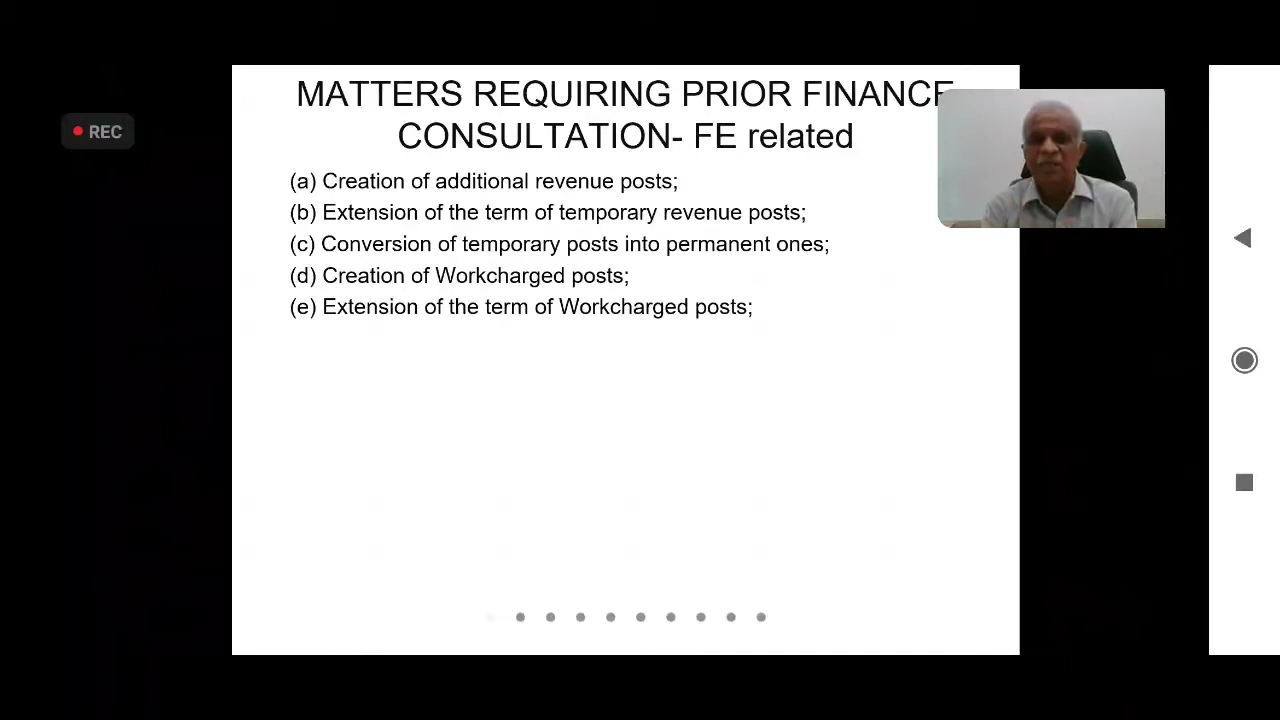 MATTERS REQUIRING PRIOR FINANCE
CONSULTATION- FE related
REC
(a) Creation of additional revenue posts;
(b) Extension of the term of temporary revenue posts;
(c) Conversion of temporary posts into permanent ones;
(d) Creation of Workcharged posts;
(e) Extension of the term of Workcharged posts;